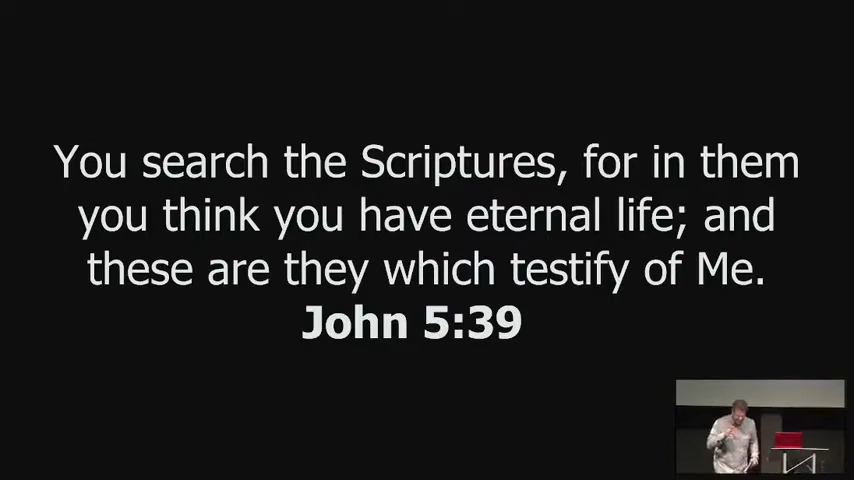 You search the Scriptures, for in them
you think you have eternal life; and
these are they which testify of Me.
John 5:39